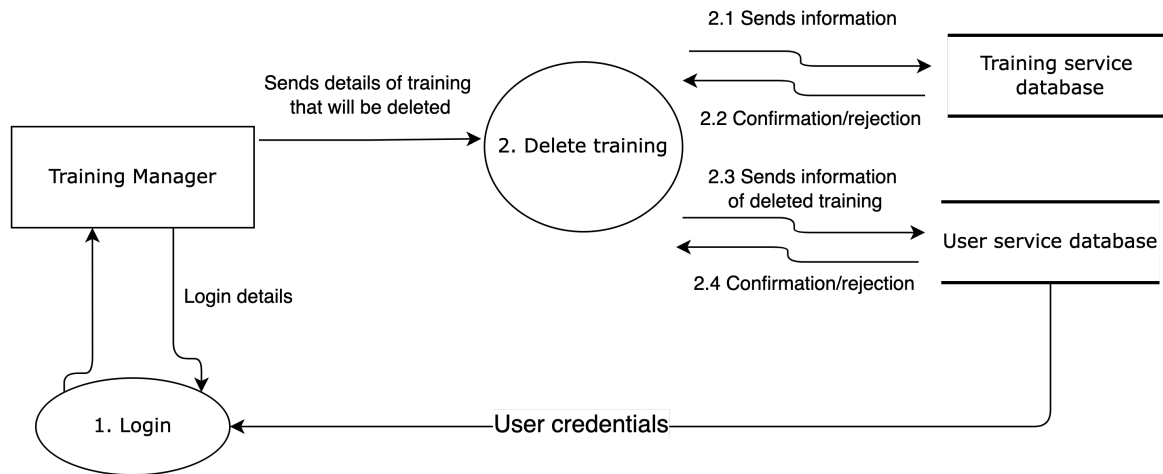 2.1 Sends information
Training service
database
Sends details of training
that will be deleted
2.2 Confirmation/rejection
2. Delete training
Training Manager
2.3 Sends information
of deleted training
User service database
2.4 Confirmation/rejection
Login details
1. Login
User credentials